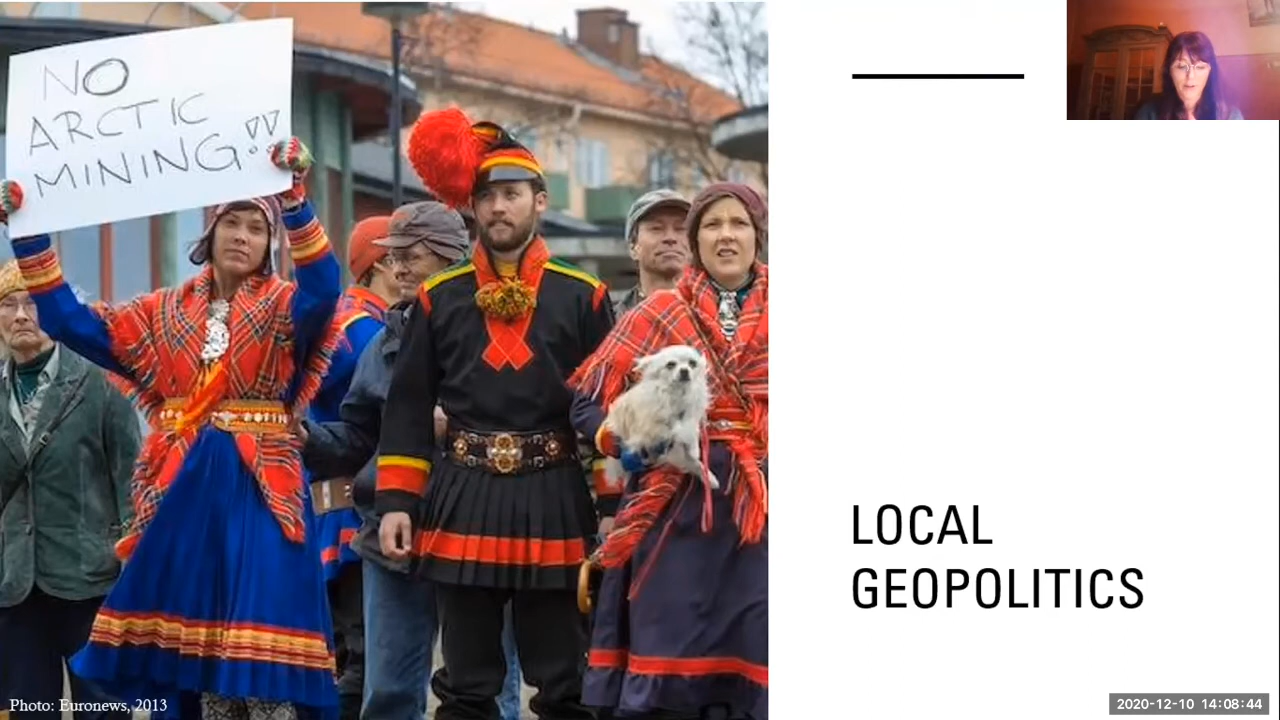 NO
ARCTIC
MINING!!
LOCAL
GEOPOLITICS
Photo: Euronews, 2013
2020-12-10 14:08:44